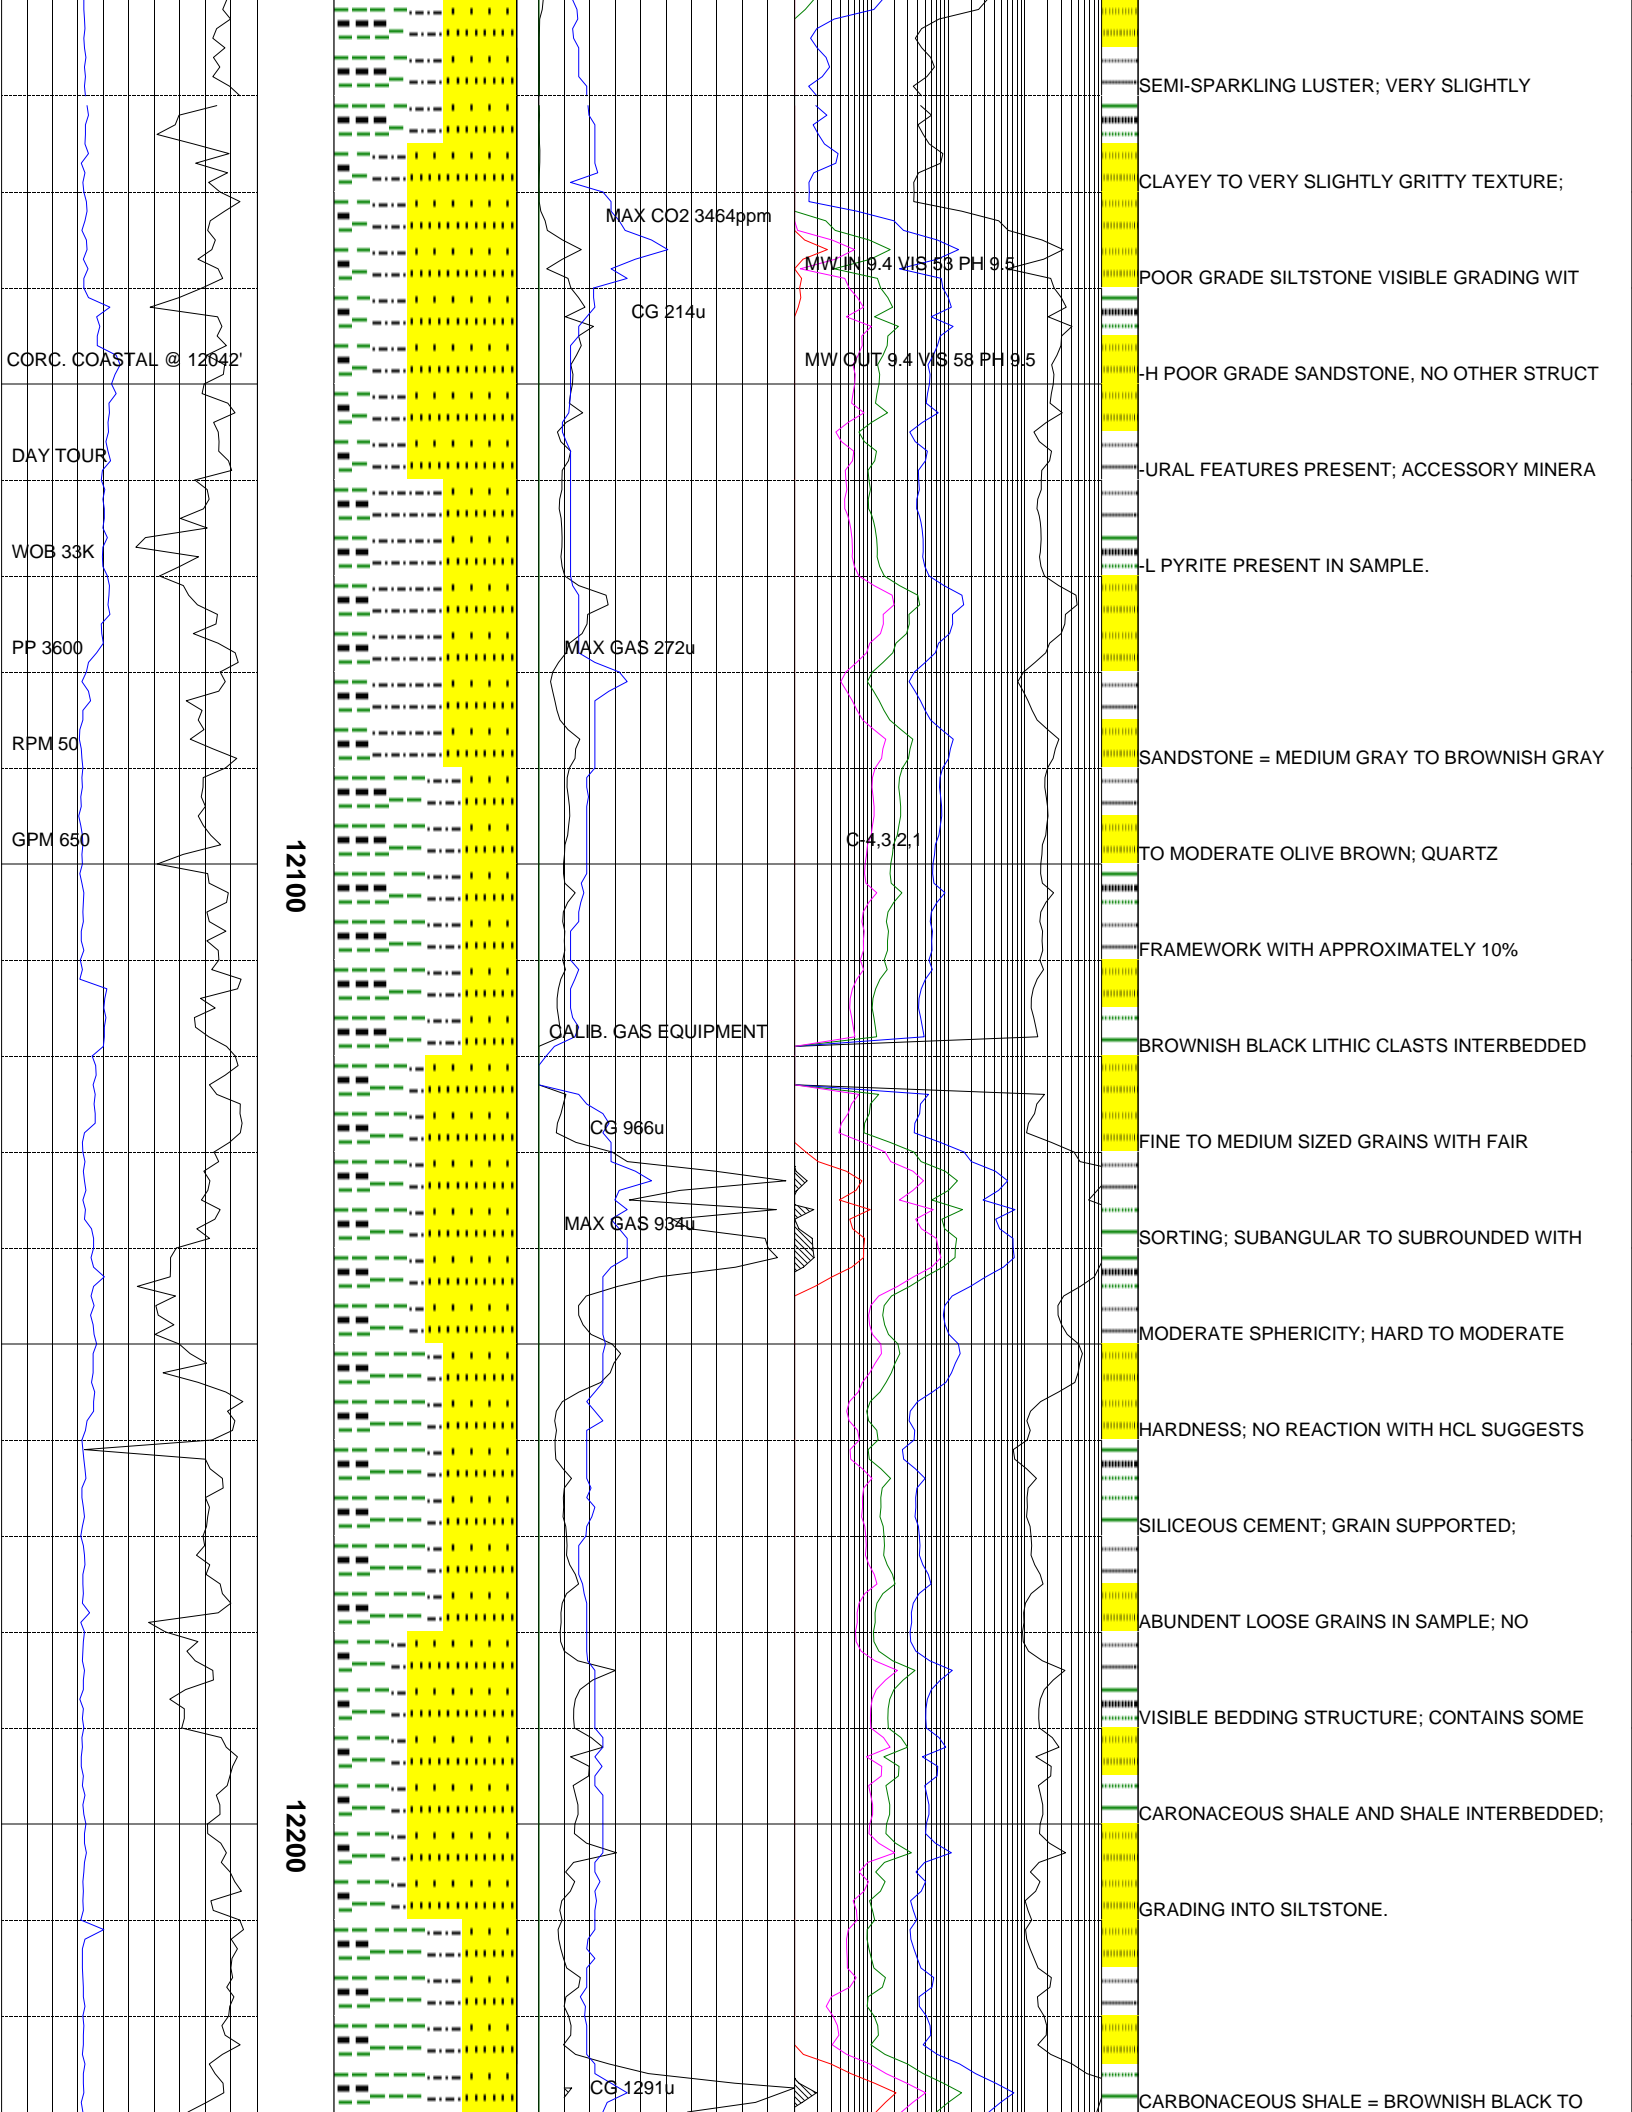 SEMI-SPARKLING LUSTER; VERY SLIGHTLY
CLAYEY TO VERY SLIGHTLY GRITTY TEXTURE;
MAX CO2 3464ppm
MW IN 9.4 VIS 53 PH 9.5
POOR GRADE SILTSTONE VISIBLE GRADING WIT
CG 214u
CORC. COASTAL @ 12042'
MW OUT 9.4 VIS 58 PH 9.5
-H POOR GRADE SANDSTONE, NO OTHER STRUCT
DAY TOUR
-URAL FEATURES PRESENT; ACCESSORY MINERA
WOB 33K
-L PYRITE PRESENT IN SAMPLE.
PP 3600
MAX GAS 272u
RPM 50
SANDSTONE = MEDIUM GRAY TO BROWNISH GRAY
GPM 650
C-4,3,2,1
TO MODERATE OLIVE BROWN; QUARTZ
12100
FRAMEWORK WITH APPROXIMATELY 10%
CALIB. GAS EQUIPMENT
BROWNISH BLACK LITHIC CLASTS INTERBEDDED
CG 966u
FINE TO MEDIUM SIZED GRAINS WITH FAIR
MAX GAS 934u
SORTING; SUBANGULAR TO SUBROUNDED WITH
MODERATE SPHERICITY; HARD TO MODERATE
HARDNESS; NO REACTION WITH HCL SUGGESTS
SILICEOUS CEMENT; GRAIN SUPPORTED;
ABUNDENT LOOSE GRAINS IN SAMPLE; NO
VISIBLE BEDDING STRUCTURE; CONTAINS SOME
CARONACEOUS SHALE AND SHALE INTERBEDDED;
12200
GRADING INTO SILTSTONE.
CG 1291u
CARBONACEOUS SHALE = BROWNISH BLACK TO